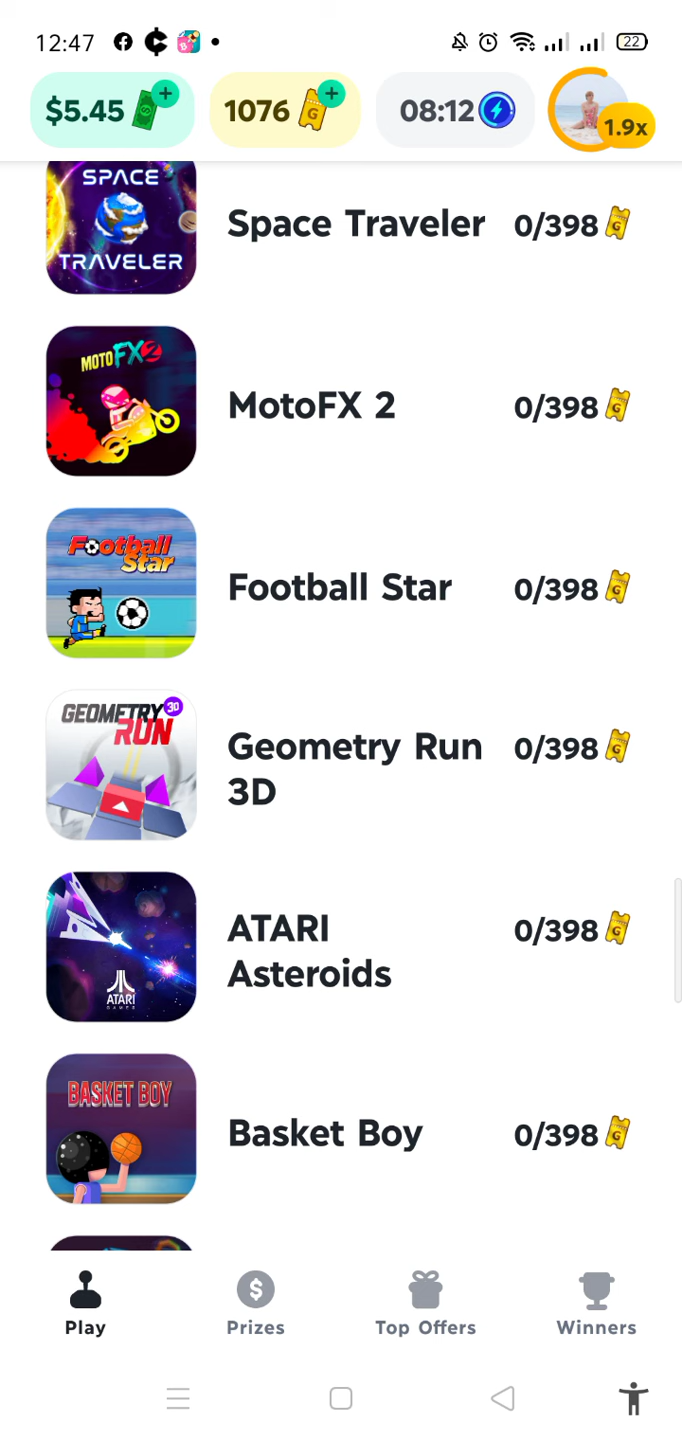 12:47
22
$5.45
1076
G
08:12
1.9x
SPACE
TRAVELER
Space Traveler
0/398
G
MOTO FX 2
MotoFX 2
0/398
G
Football
Star
Football Star
0/398
G
GEOMETRY 3D
RUN
Geometry Run
3D
0/398
G
ATARI
GAMES
ATARI
Asteroids
0/398
G
BASKET BOY
Basket Boy
0/398
G
Play
Prizes
Top Offers
Winners